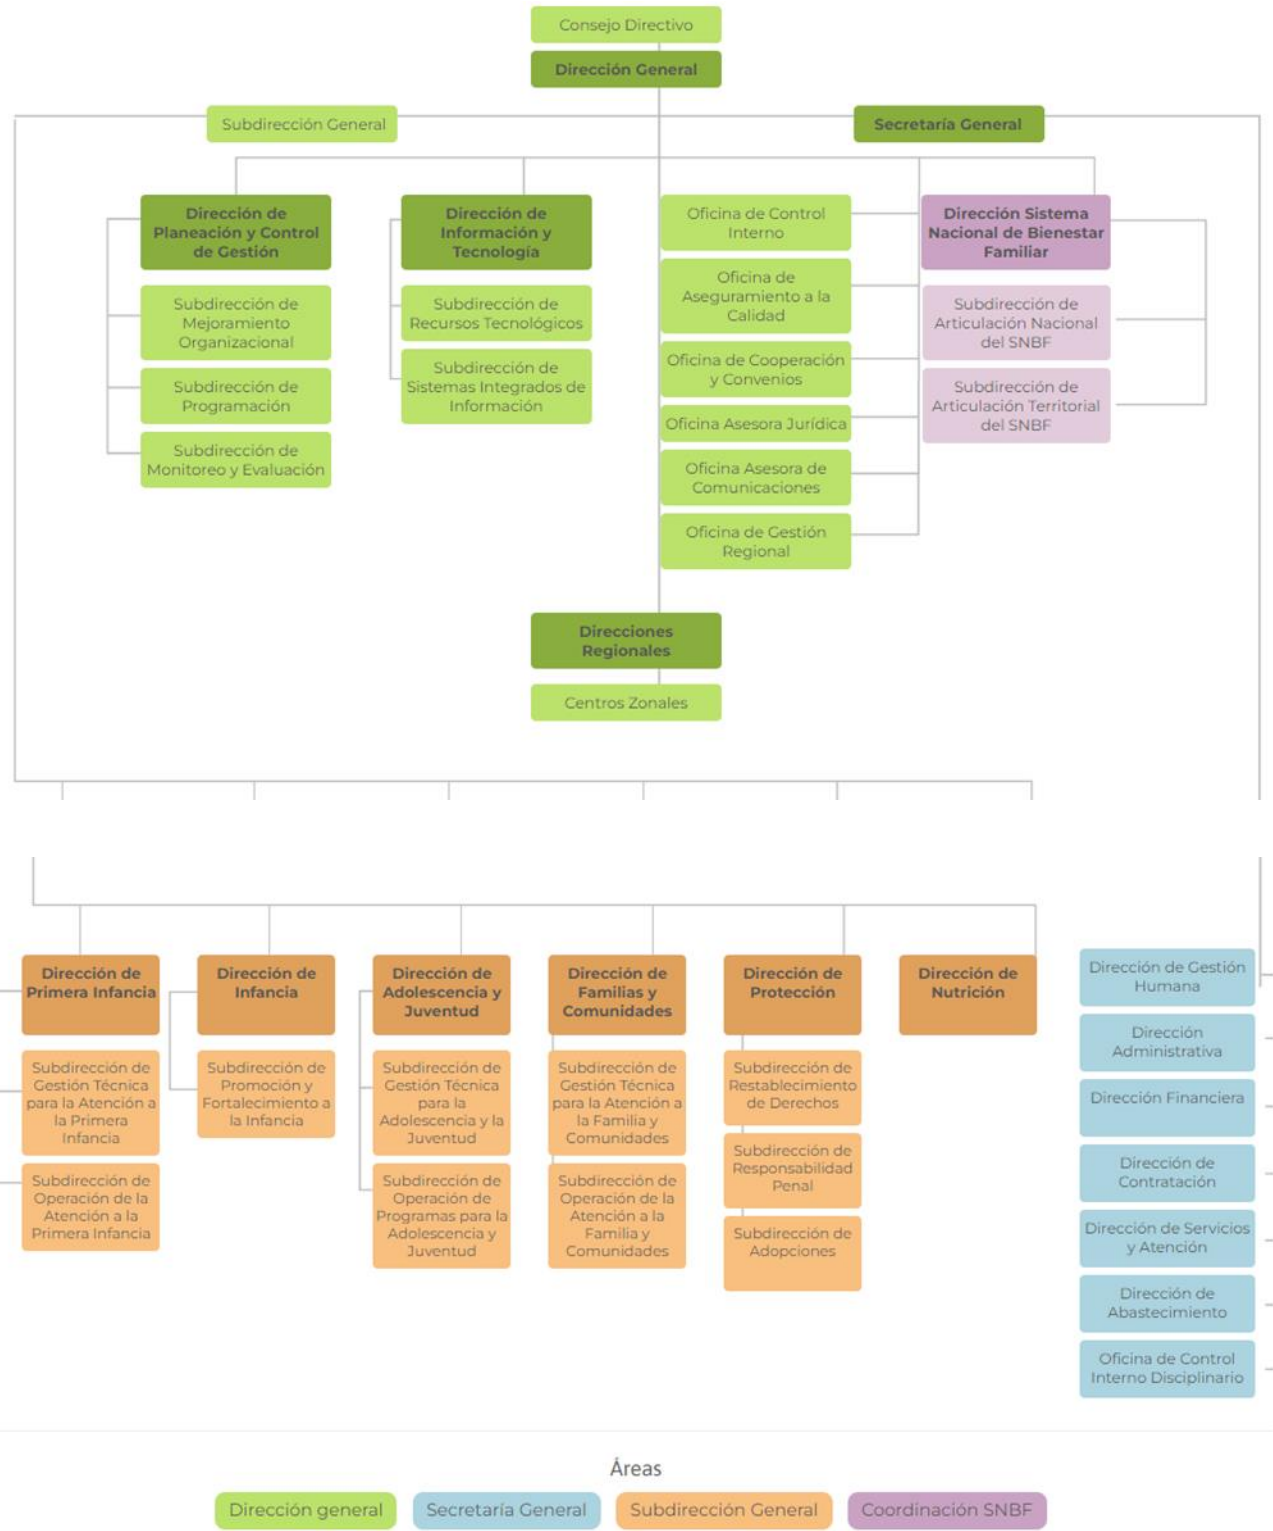 Consejo Directivo
Dirección General
Subdirección General
Secretaría General
Dirección de
Planeación y Control
de Gestión
Subdirección de
Mejoramiento
Organizacional
Subdirección de
Programación
Subdirección de
Monitoreo y Evaluación
Dirección de
Información y
Tecnología
Subdirección de
Recursos Tecnológicos
Subdirección de
Sistemas Integrados de
Información
Oficina de Control
Interno
Oficina de
Aseguramiento a la
Calidad
Oficina de Cooperación
y Convenios
Oficina Asesora Jurídica
Oficina Asesora de
Comunicaciones
Oficina de Gestión
Regional
Dirección Sistema
Nacional de Bienestar
Familiar
Subdirección de
Articulación Nacional
del SNBF
Subdirección de
Articulación Territorial
del SNBF
Direcciones
Regionales
Centros Zonales
Dirección de
Primera Infancia
Subdirección de
Gestión Técnica
para la Atención a
la Primera
Infancia
Subdirección de
Operación de la
Atención a la
Primera Infancia
Dirección de
Infancia
Subdirección de
Promoción y
Fortalecimiento a
la Infancia
Dirección de
Adolescencia y
Juventud
Subdirección de
Gestión Técnica
para la
Adolescencia y la
Juventud
Subdirección de
Operación de
Programas para la
Adolescencia y
Juventud
Dirección de
Familias y
Comunidades
Subdirección de
Gestión Técnica
para la Atención a
la Familia y
Comunidades
Subdirección de
Operación de la
Atención a la
Familia y
Comunidades
Dirección de
Protección
Subdirección de
Restablecimiento
de Derechos
Subdirección de
Responsabilidad
Penal
Subdirección de
Adopciones
Dirección de
Nutrición
Dirección de Gestión
Humana
Dirección
Administrativa
Dirección Financiera
Dirección de
Contratación
Dirección de Servicios
y Atención
Dirección de
Abastecimiento
Oficina de Control
Interno Disciplinario
Áreas
Dirección general
Secretaría General
Subdirección General
Coordinación SNBF